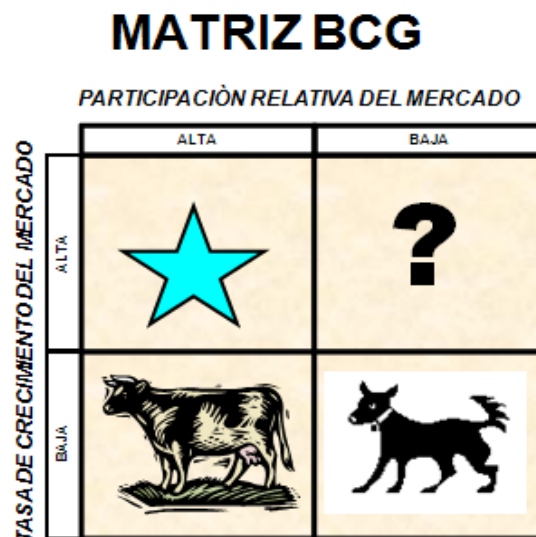 MATRIZ BCG
PARTICIPACIÒN RELATIVA DEL MERCADO
ALTA
BAJA
TASA DE CRECIMIENTO DEL MERCADO
ALTA
?
BAJA